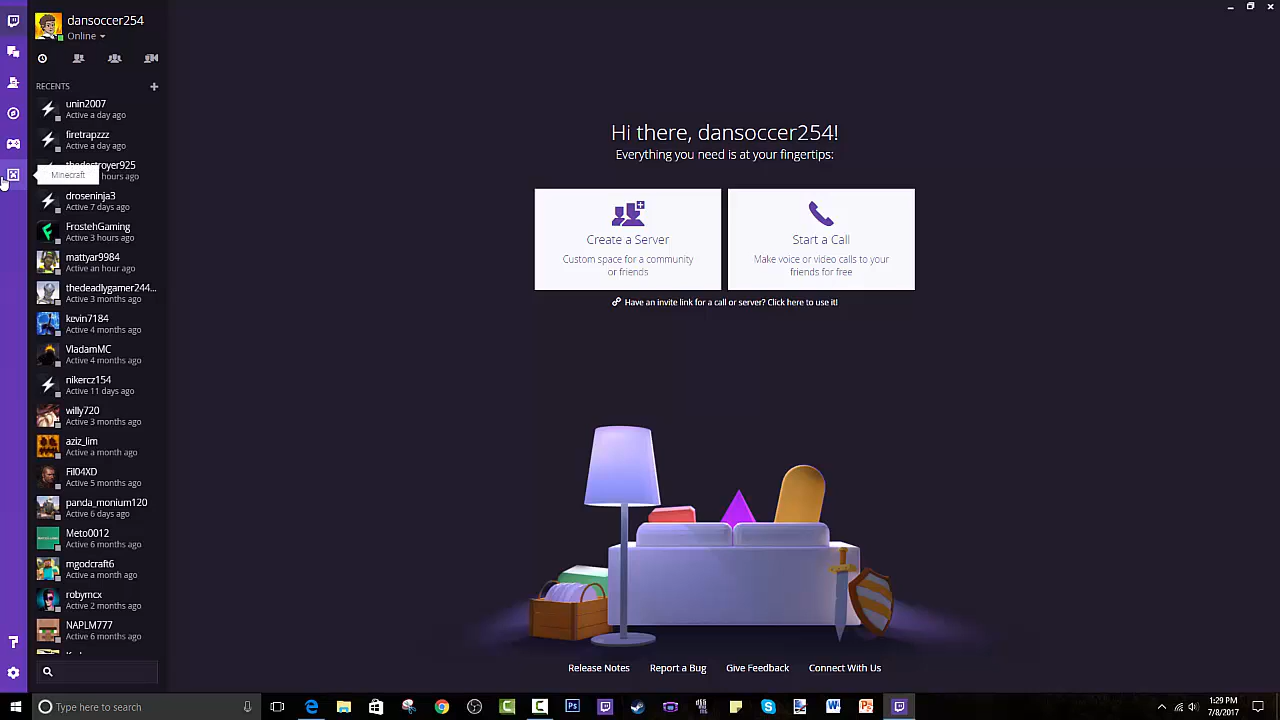 dansoccer254
Online
RECENTS
unin2007
Active a day ago
firetrapzzz
Active a day ago
thedestroyer925
hours ago
Minecraft
droseninja3
Active 7 days ago
FrostehGaming
Active 3 hours ago
mattyar9984
Active an hour ago
thedeadlygamer244...
Active 3 months ago
kevin7184
Active 4 months ago
VladamMC
Active 4 months ago
nikercz154
Active 11 days ago
willy720
Active 3 months ago
aziz_lim
Active a month ago
Fil04XD
Active 5 months ago
panda_monium120
Active 6 days ago
Meto0012
Active 6 months ago
mgodcraft6
Active a month ago
robymcx
Active 2 months ago
NAPLM777
Active 6 months ago
Hi there, dansoccer254!
Everything you need is at your fingertips:
Create a Server
Custom space for a community
or friends
Start a Call
Make voice or video calls to your
friends for free
Have an invite link for a call or server? Click here to use it!
Release Notes
Report a Bug
Give Feedback
Connect With Us
Type here to search
1:29 PM
7/8/2017